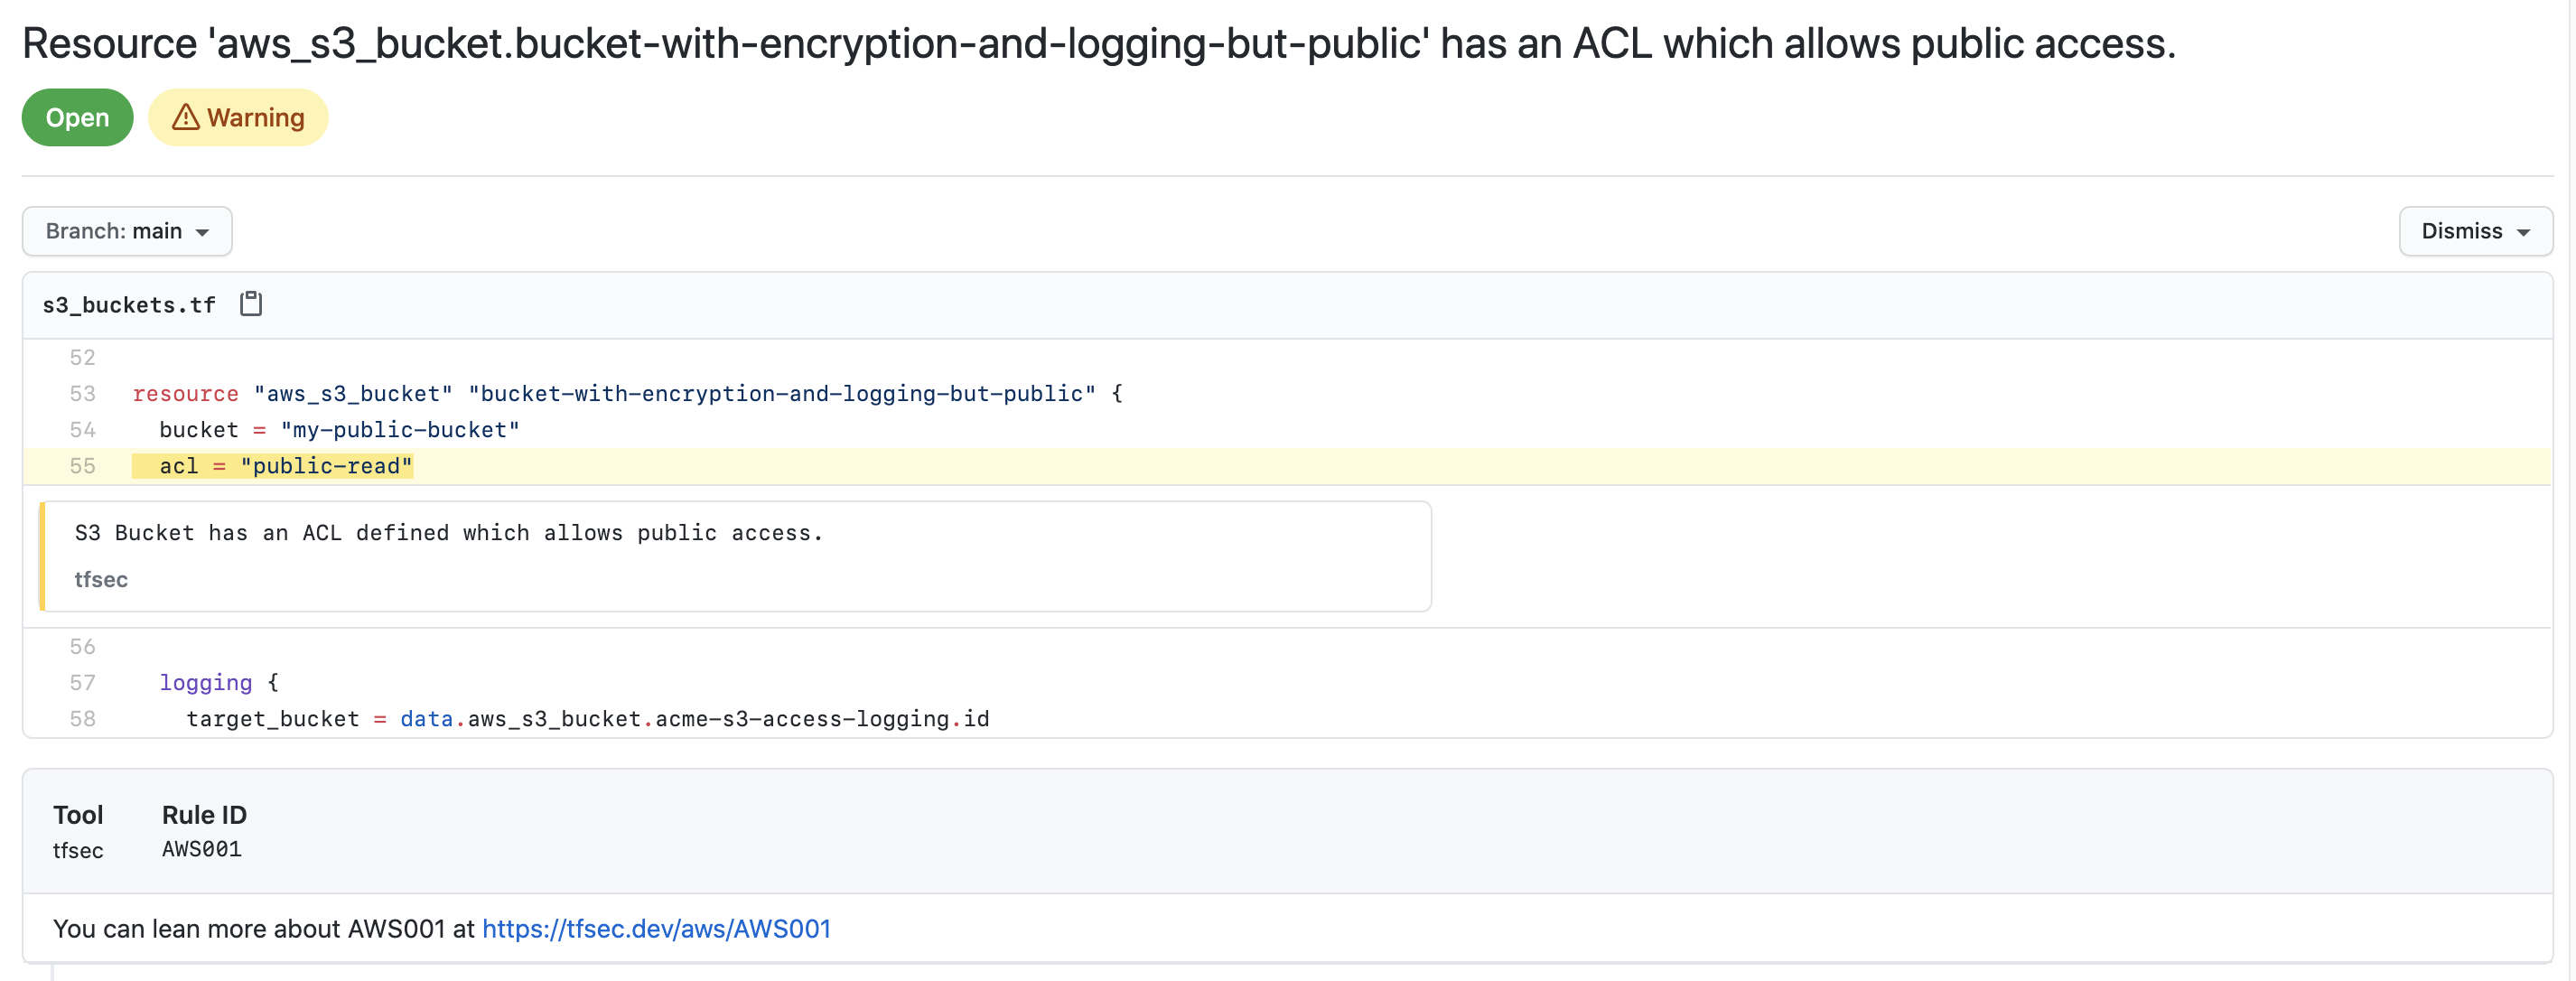 Resource 'aws_s3_bucket.bucket-with-encryption-and-logging-but-public' has an ACL which allows public access.
Open Warning
Branch: main Dismiss
s3_buckets.tf
52
53 resource "aws_s3_bucket" "bucket-with-encryption-and-logging-but-public" {
54 bucket = "my-public-bucket"
55 acl = "public-read"
S3 Bucket has an ACL defined which allows public access.
tfsec
56
57 logging {
58 target_bucket = data.aws_s3_bucket.acme-s3-access-logging.id
Tool Rule ID
tfsec AWS001
You can lean more about AWS001 at https://tfsec.dev/aws/AWS001